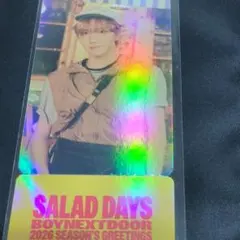 SALAD DAYS
BOYNEXTDOOR
2026 SEASON'S GREETINGS